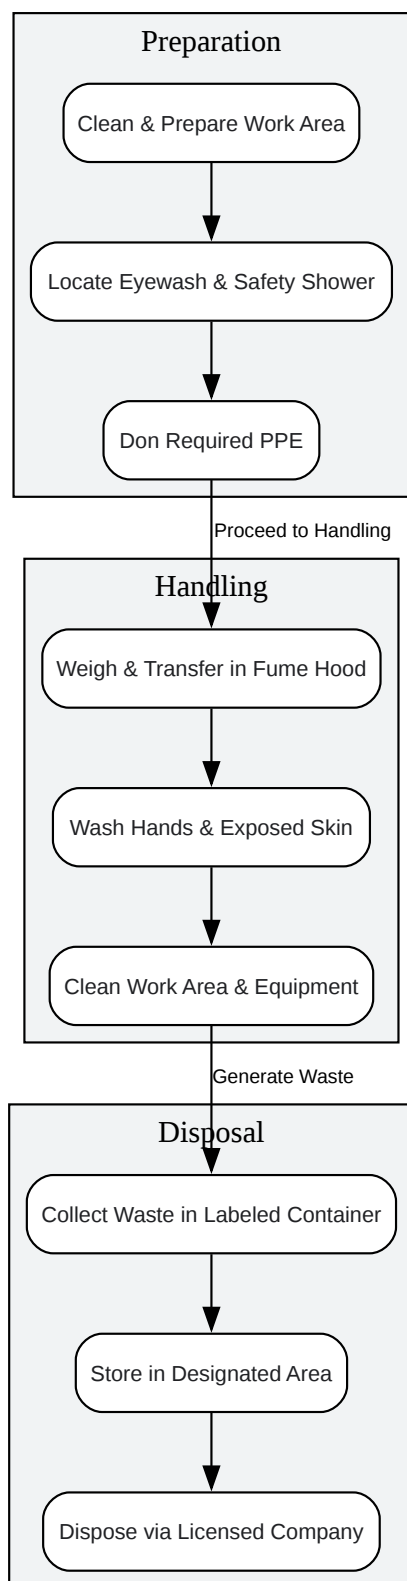 Preparation
Clean & Prepare Work Area
Locate Eyewash & Safety Shower
Don Required PPE
Proceed to Handling
Handling
Weigh & Transfer in Fume Hood
Wash Hands & Exposed Skin
Clean Work Area & Equipment
Generate Waste
Disposal
Collect Waste in Labeled Container
Store in Designated Area
Dispose via Licensed Company